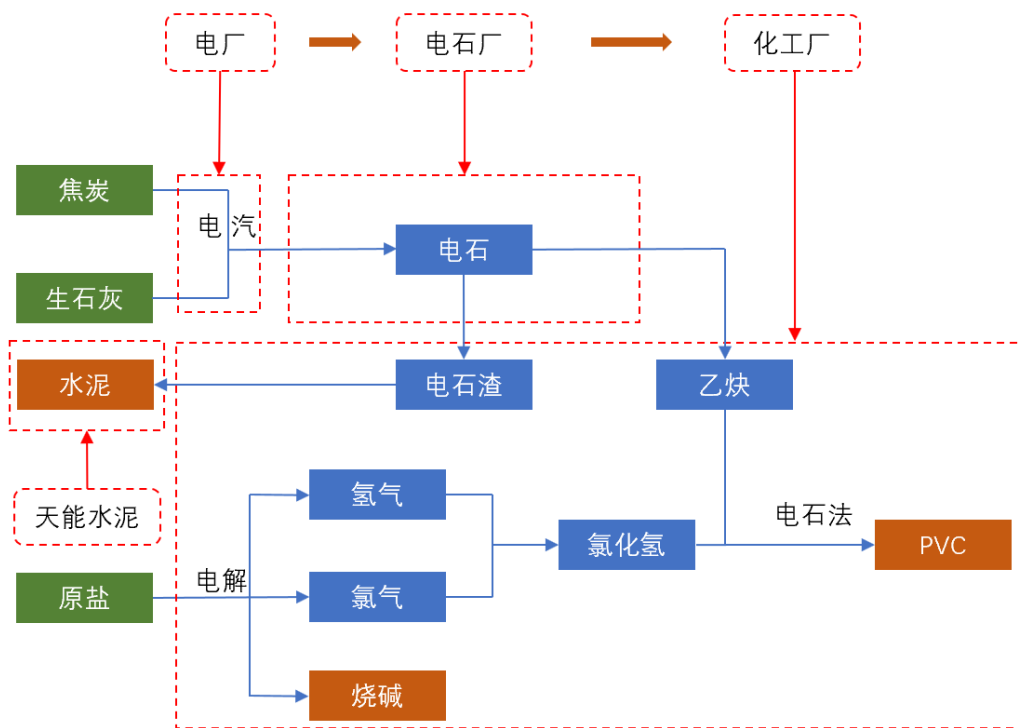 电厂
电石厂
化工厂
焦炭
电 汽
电石
生石灰
水泥
电石渣
乙炔
氢气
天能水泥
电石法
氯化氢
PVC
电解
原盐
氯气
烧碱